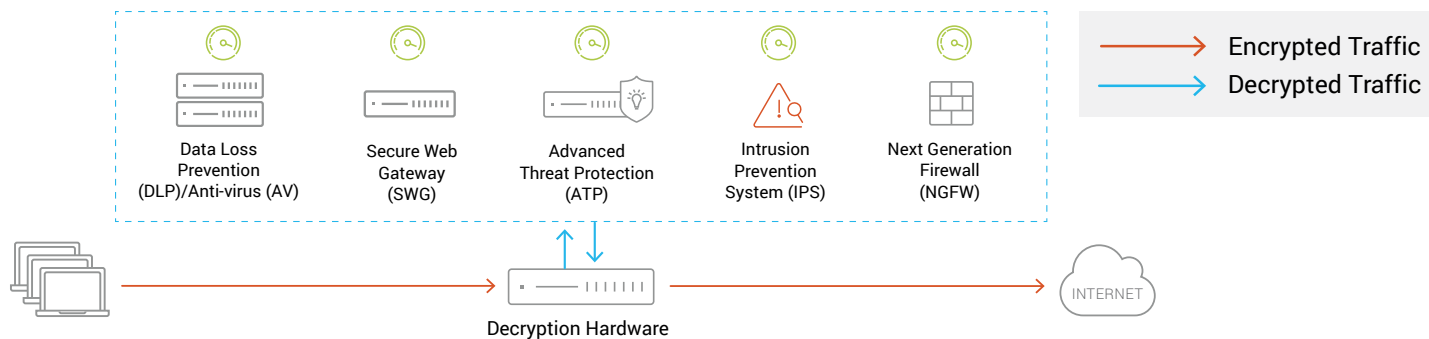 Encrypted Traffic
Decrypted Traffic
Data Loss
Prevention
(DLP)/Anti-virus (AV)
Secure Web
Gateway
(SWG)
Advanced
Threat Protection
(ATP)
Intrusion
Prevention
System (IPS)
Next Generation
Firewall
(NGFW)
INTERNET
Decryption Hardware